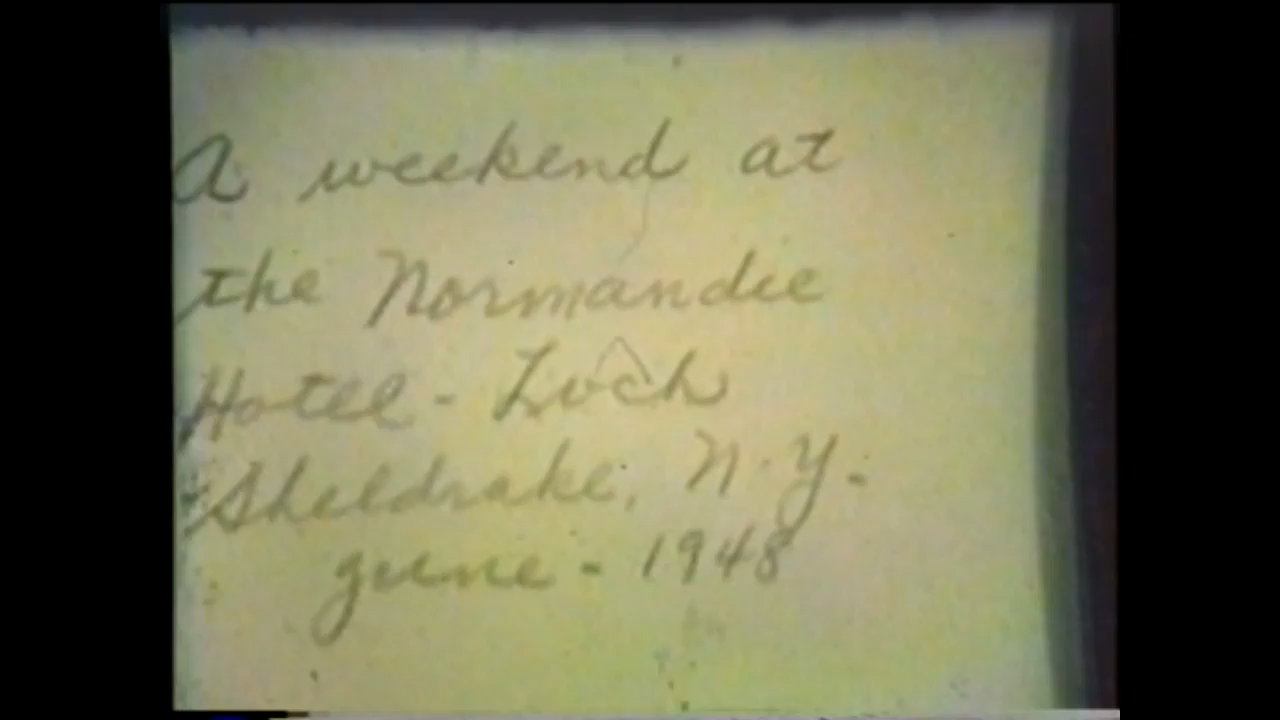 A weekend at
the Normandie
Hotel - Loch
Sheldrake, N.Y.
June - 1948